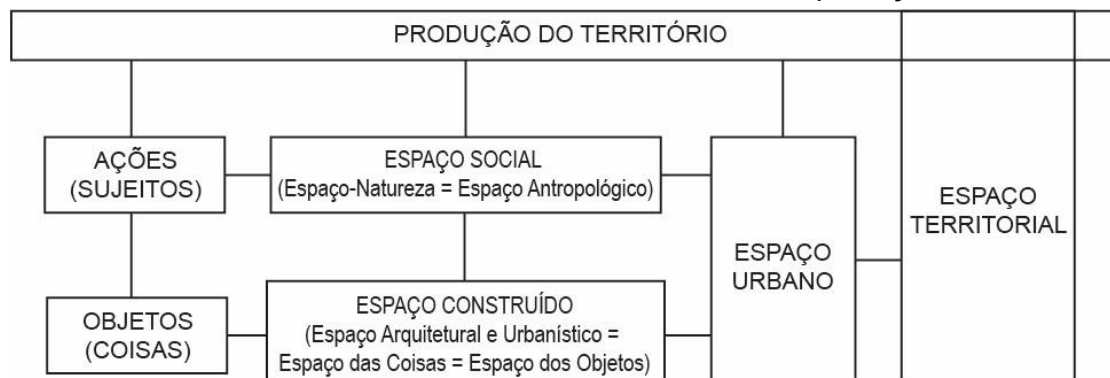 PRODUÇÃO DO TERRITÓRIO
AÇÕES
(SUJEITOS)
ESPAÇO SOCIAL
(Espaço-Natureza = Espaço Antropológico)
OBJETOS
(COISAS)
ESPAÇO CONSTRUÍDO
(Espaço Arquitetural e Urbanístico =
Espaço das Coisas = Espaço dos Objetos)
ESPAÇO
URBANO
ESPAÇO
TERRITORIAL